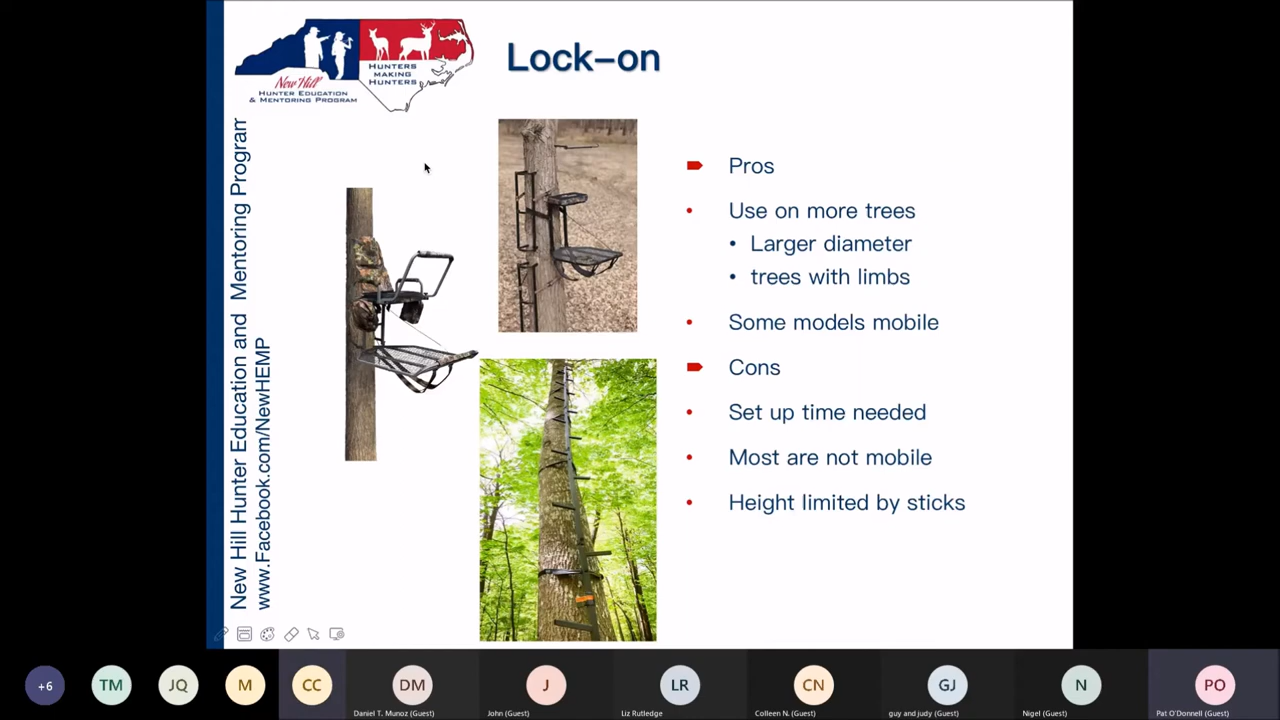 HUNTERS
MAKING
HUNTERS
New Hill
HUNTER EDUCATION
& MENTORING PROGRAM
Lock-on
New Hill Hunter Education and Mentoring Program
www.Facebook.com/NewHEMP
Pros
Use on more trees
Larger diameter
trees with limbs
Some models mobile
Cons
Set up time needed
Most are not mobile
Height limited by sticks
+6
TM
JQ
M
CC
DM
J
LR
CN
GJ
N
PO
Daniel T. Munoz (Guest)
John (Guest)
Liz Rutledge
Colleen N. (Guest)
guy and judy (Guest)
Nigel (Guest)
Pat O'Donnell (Guest)